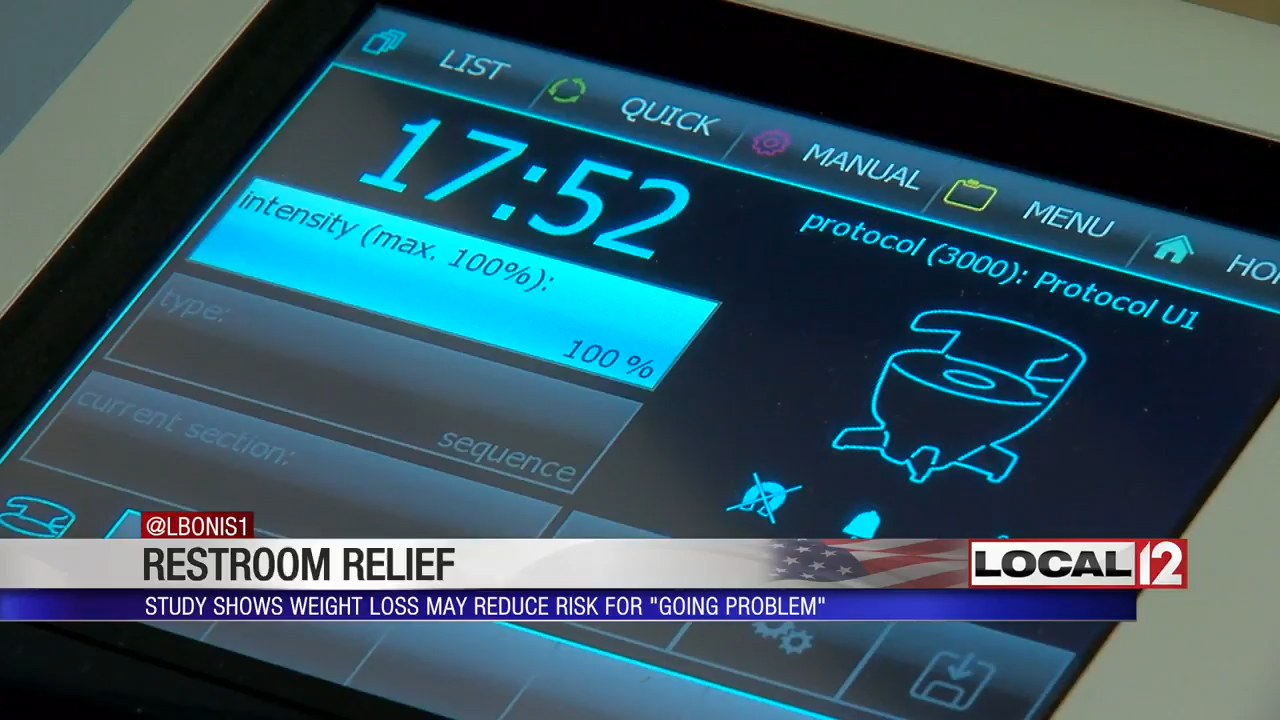 LIST
QUICK
MANUAL
MENU
17:52
protocol (3000): Protocol U1
intensity (max. 100%):
100 %
type:
sequence
current section:
@LBONIS1
RESTROOM RELIEF
LOCAL 12
STUDY SHOWS WEIGHT LOSS MAY REDUCE RISK FOR "GOING PROBLEM"